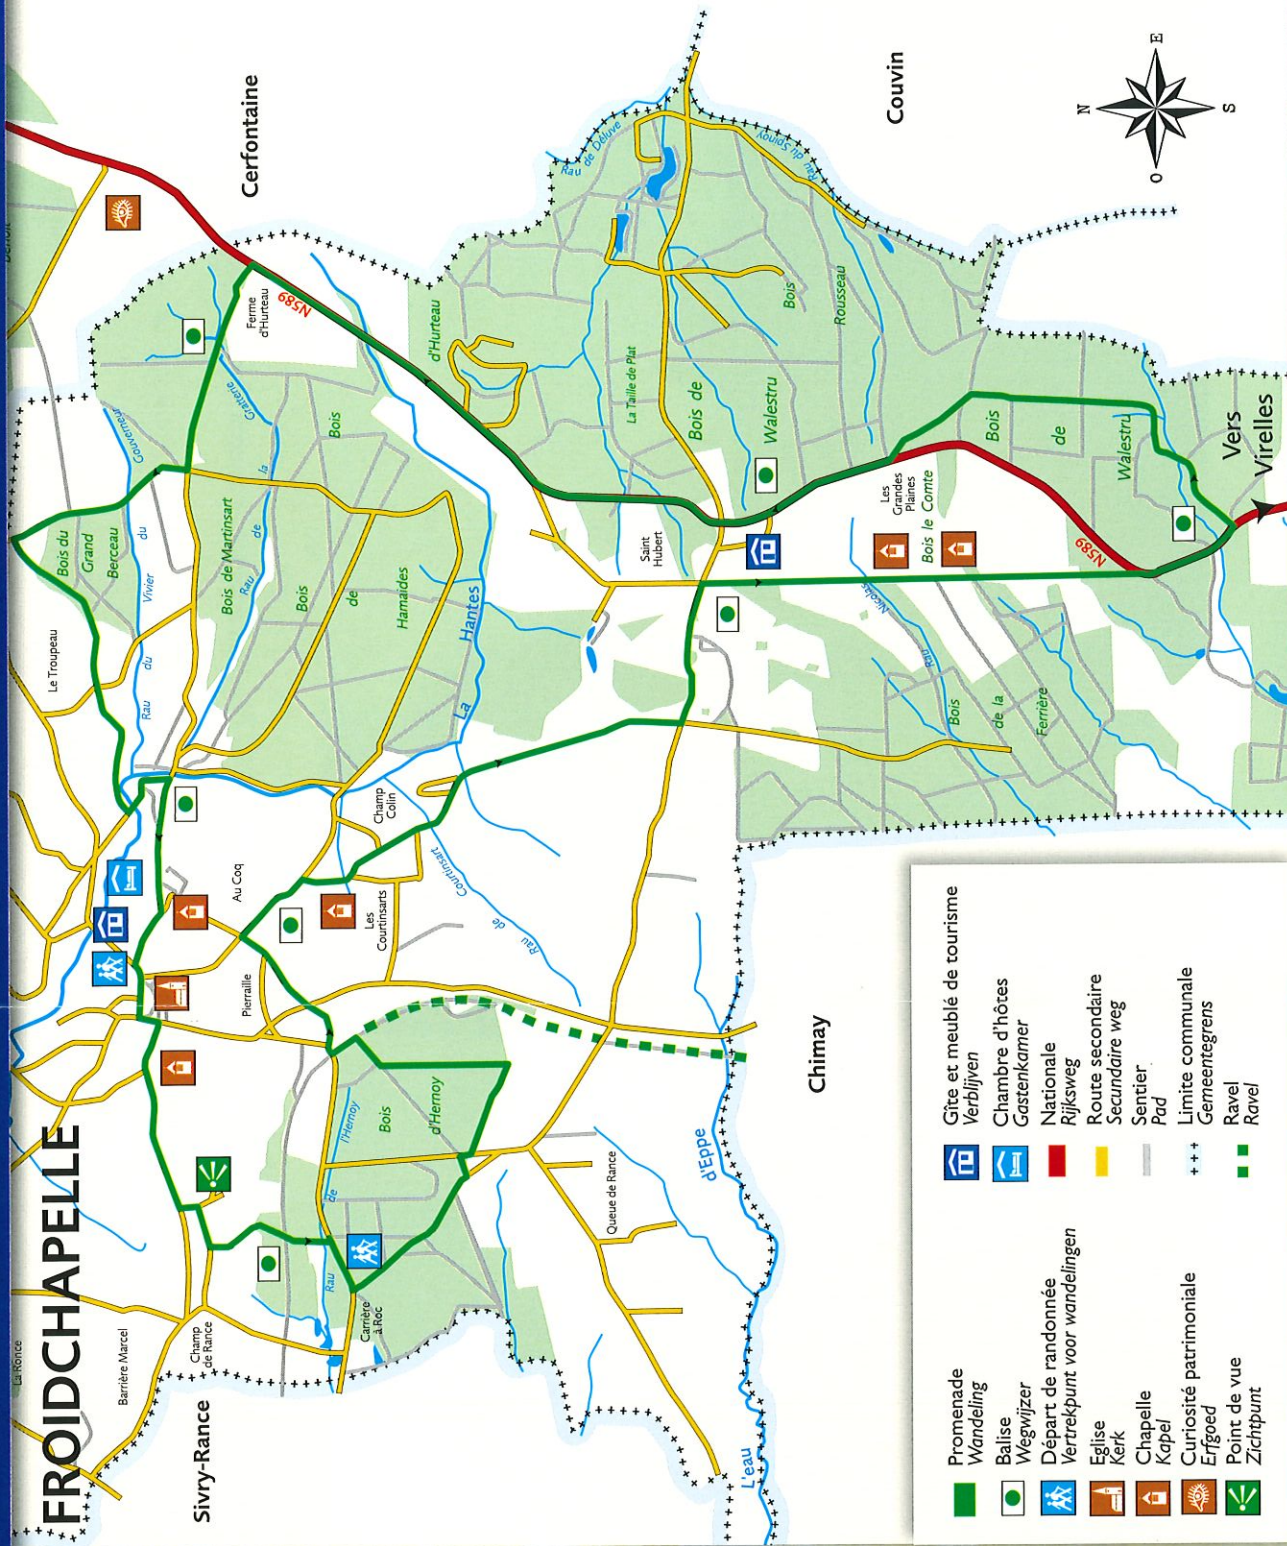 FROIDCHAPELLE
La Ronce
Barrière Marcel
Champ
de Rance
Sivry-Rance
Carrière
à Roc
Rau
de
l'Hernoy
Bois
d'Hernoy
Queue de Rance
L'eau
d'Eppe
Chimay
Pierraille
Au Coq
Les
Courtinsarts
Champ
Colin
Rau
de
Courtinsart
Le Troupeau
Bois du
Grand
Berceau
Rau
du
Vivier
du
Gouverneur
Bois de Martinsart
Rau
de
la
Gratterie
Bois
de
Hamaides
Bois
d'Hurteau
La
Hantes
Ferme
d'Hurteau
N589
Cerfontaine
Saint
Hubert
La Taille de Plat
Bois de
Walestru
Bois
Rousseau
Rau de Déluve
Rau du Spinoy
Couvin
Les
Grandes
Plaines
Bois le Comte
N589
Rau
Nicolas
Bois
de la
Ferrière
Bois
de
Walestru
Vers
Virelles
N
E
S
O
Promenade
Wandeling
Balise
Wegwijzer
Départ de randonnée
Vertrekpunt voor wandelingen
Eglise
Kerk
Chapelle
Kapel
Curiosité patrimoniale
Erfgoed
Point de vue
Zichtpunt
Gîte et meublé de tourisme
Verblijven
Chambre d'hôtes
Gastenkamer
Nationale
Rijksweg
Route secondaire
Secundaire weg
Sentier
Pad
Limite communale
Gemeentegrens
Ravel
Ravel